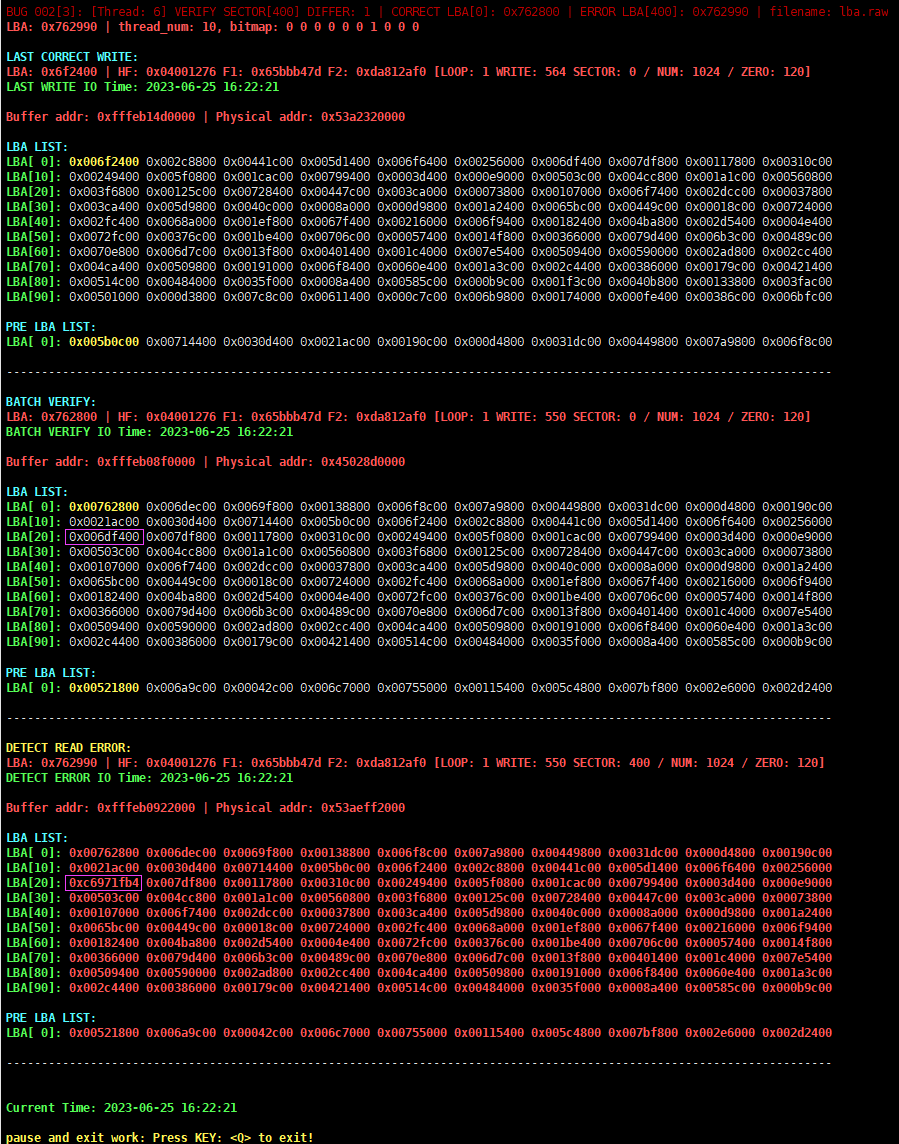 BUG 002[3]: [Thread: 6] VERIFY SECTOR[400] DIFFER: 1 | CORRECT LBA[0]: 0x762800 | ERROR LBA[400]: 0x762990 | filename: lba.raw
LBA: 0x762990 | thread_num: 10, bitmap: 0 0 0 0 0 0 1 0 0 0
LAST CORRECT WRITE:
LBA: 0x6f2400 | HF: 0x04001276 F1: 0x65bbb47d F2: 0xda812af0 [LOOP: 1 WRITE: 564 SECTOR: 0 / NUM: 1024 / ZERO: 120]
LAST WRITE IO Time: 2023-06-25 16:22:21
Buffer addr: 0xfffeb14d0000 | Physical addr: 0x53a2320000
LBA LIST:
LBA[ 0]: 0x006f2400 0x002c8800 0x00441c00 0x005d1400 0x006f6400 0x00256000 0x006df400 0x007df800 0x00117800 0x00310c00
LBA[10]: 0x00249400 0x005f0800 0x001cac00 0x00799400 0x0003d400 0x000e9000 0x00503c00 0x004cc800 0x001a1c00 0x00560800
LBA[20]: 0x003f6800 0x00125c00 0x00728400 0x00447c00 0x003ca000 0x00073800 0x00107000 0x006f7400 0x002dcc00 0x00037800
LBA[30]: 0x003ca400 0x005d9800 0x0040c000 0x0008a000 0x000d9800 0x001a2400 0x0065bc00 0x00449c00 0x00018c00 0x00724000
LBA[40]: 0x002fc400 0x0068a000 0x001ef800 0x0067f400 0x00216000 0x006f9400 0x00182400 0x004ba800 0x002d5400 0x0004e400
LBA[50]: 0x0072fc00 0x00376c00 0x001be400 0x00706c00 0x00057400 0x0014f800 0x00366000 0x0079d400 0x006b3c00 0x00489c00
LBA[60]: 0x0070e800 0x006d7c00 0x0013f800 0x00401400 0x001c4000 0x007e5400 0x00509400 0x00590000 0x002ad800 0x002cc400
LBA[70]: 0x004ca400 0x00509800 0x00191000 0x006f8400 0x0060e400 0x001a3c00 0x002c4400 0x00386000 0x00179c00 0x00421400
LBA[80]: 0x00514c00 0x00484000 0x0035f000 0x0008a400 0x00585c00 0x000b9c00 0x001f3c00 0x0040b800 0x00133800 0x003fac00
LBA[90]: 0x00501000 0x000d3800 0x007c8c00 0x00611400 0x000c7c00 0x006b9800 0x00174000 0x000fe400 0x00386c00 0x006bfc00
PRE LBA LIST:
LBA[ 0]: 0x005b0c00 0x00714400 0x0030d400 0x0021ac00 0x00190c00 0x000d4800 0x0031dc00 0x00449800 0x007a9800 0x006f8c00
----------------------------------------------------------------------------------------------------------------------
BATCH VERIFY:
LBA: 0x762800 | HF: 0x04001276 F1: 0x65bbb47d F2: 0xda812af0 [LOOP: 1 WRITE: 550 SECTOR: 0 / NUM: 1024 / ZERO: 120]
BATCH VERIFY IO Time: 2023-06-25 16:22:21
Buffer addr: 0xfffeb08f0000 | Physical addr: 0x45028d0000
LBA LIST:
LBA[ 0]: 0x00762800 0x006dec00 0x0069f800 0x00138800 0x006f8c00 0x007a9800 0x00449800 0x0031dc00 0x000d4800 0x00190c00
LBA[10]: 0x0021ac00 0x0030d400 0x00714400 0x005b0c00 0x006f2400 0x002c8800 0x00441c00 0x005d1400 0x006f6400 0x00256000
LBA[20]: 0x006df400 0x007df800 0x00117800 0x00310c00 0x00249400 0x005f0800 0x001cac00 0x00799400 0x0003d400 0x000e9000
LBA[30]: 0x00503c00 0x004cc800 0x001a1c00 0x00560800 0x003f6800 0x00125c00 0x00728400 0x00447c00 0x003ca000 0x00073800
LBA[40]: 0x00107000 0x006f7400 0x002dcc00 0x00037800 0x003ca400 0x005d9800 0x0040c000 0x0008a000 0x000d9800 0x001a2400
LBA[50]: 0x0065bc00 0x00449c00 0x00018c00 0x00724000 0x002fc400 0x0068a000 0x001ef800 0x0067f400 0x00216000 0x006f9400
LBA[60]: 0x00182400 0x004ba800 0x002d5400 0x0004e400 0x0072fc00 0x00376c00 0x001be400 0x00706c00 0x00057400 0x0014f800
LBA[70]: 0x00366000 0x0079d400 0x006b3c00 0x00489c00 0x0070e800 0x006d7c00 0x0013f800 0x00401400 0x001c4000 0x007e5400
LBA[80]: 0x00509400 0x00590000 0x002ad800 0x002cc400 0x004ca400 0x00509800 0x00191000 0x006f8400 0x0060e400 0x001a3c00
LBA[90]: 0x002c4400 0x00386000 0x00179c00 0x00421400 0x00514c00 0x00484000 0x0035f000 0x0008a400 0x00585c00 0x000b9c00
PRE LBA LIST:
LBA[ 0]: 0x00521800 0x006a9c00 0x00042c00 0x006c7000 0x00755000 0x00115400 0x005c4800 0x007bf800 0x002e6000 0x002d2400
----------------------------------------------------------------------------------------------------------------------
DETECT READ ERROR:
LBA: 0x762990 | HF: 0x04001276 F1: 0x65bbb47d F2: 0xda812af0 [LOOP: 1 WRITE: 550 SECTOR: 400 / NUM: 1024 / ZERO: 120]
DETECT ERROR IO Time: 2023-06-25 16:22:21
Buffer addr: 0xfffeb0922000 | Physical addr: 0x53aeff2000
LBA LIST:
LBA[ 0]: 0x00762800 0x006dec00 0x0069f800 0x00138800 0x006f8c00 0x007a9800 0x00449800 0x0031dc00 0x000d4800 0x00190c00
LBA[10]: 0x0021ac00 0x0030d400 0x00714400 0x005b0c00 0x006f2400 0x002c8800 0x00441c00 0x005d1400 0x006f6400 0x00256000
LBA[20]: 0xc6971fb4 0x007df800 0x00117800 0x00310c00 0x00249400 0x005f0800 0x001cac00 0x00799400 0x0003d400 0x000e9000
LBA[30]: 0x00503c00 0x004cc800 0x001a1c00 0x00560800 0x003f6800 0x00125c00 0x00728400 0x00447c00 0x003ca000 0x00073800
LBA[40]: 0x00107000 0x006f7400 0x002dcc00 0x00037800 0x003ca400 0x005d9800 0x0040c000 0x0008a000 0x000d9800 0x001a2400
LBA[50]: 0x0065bc00 0x00449c00 0x00018c00 0x00724000 0x002fc400 0x0068a000 0x001ef800 0x0067f400 0x00216000 0x006f9400
LBA[60]: 0x00182400 0x004ba800 0x002d5400 0x0004e400 0x0072fc00 0x00376c00 0x001be400 0x00706c00 0x00057400 0x0014f800
LBA[70]: 0x00366000 0x0079d400 0x006b3c00 0x00489c00 0x0070e800 0x006d7c00 0x0013f800 0x00401400 0x001c4000 0x007e5400
LBA[80]: 0x00509400 0x00590000 0x002ad800 0x002cc400 0x004ca400 0x00509800 0x00191000 0x006f8400 0x0060e400 0x001a3c00
LBA[90]: 0x002c4400 0x00386000 0x00179c00 0x00421400 0x00514c00 0x00484000 0x0035f000 0x0008a400 0x00585c00 0x000b9c00
PRE LBA LIST:
LBA[ 0]: 0x00521800 0x006a9c00 0x00042c00 0x006c7000 0x00755000 0x00115400 0x005c4800 0x007bf800 0x002e6000 0x002d2400
----------------------------------------------------------------------------------------------------------------------
Current Time: 2023-06-25 16:22:21
pause and exit work: Press KEY: <Q> to exit!